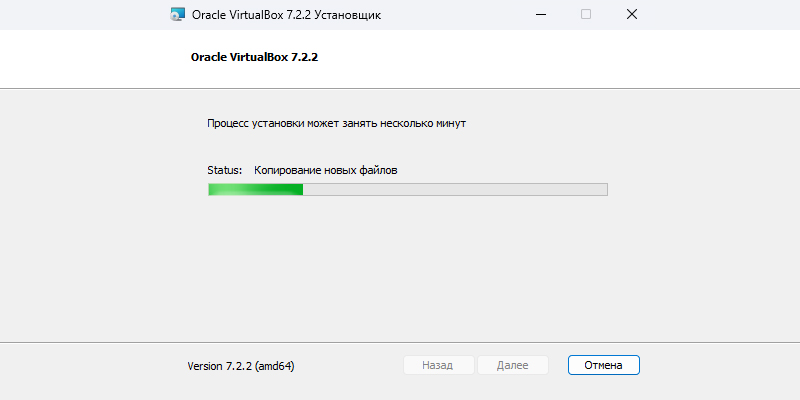 Oracle VirtualBox 7.2.2 Установщик
Oracle VirtualBox 7.2.2
Процесс установки может занять несколько минут
Status: Копирование новых файлов
Version 7.2.2 (amd64)
Назад
Далее
Отмена